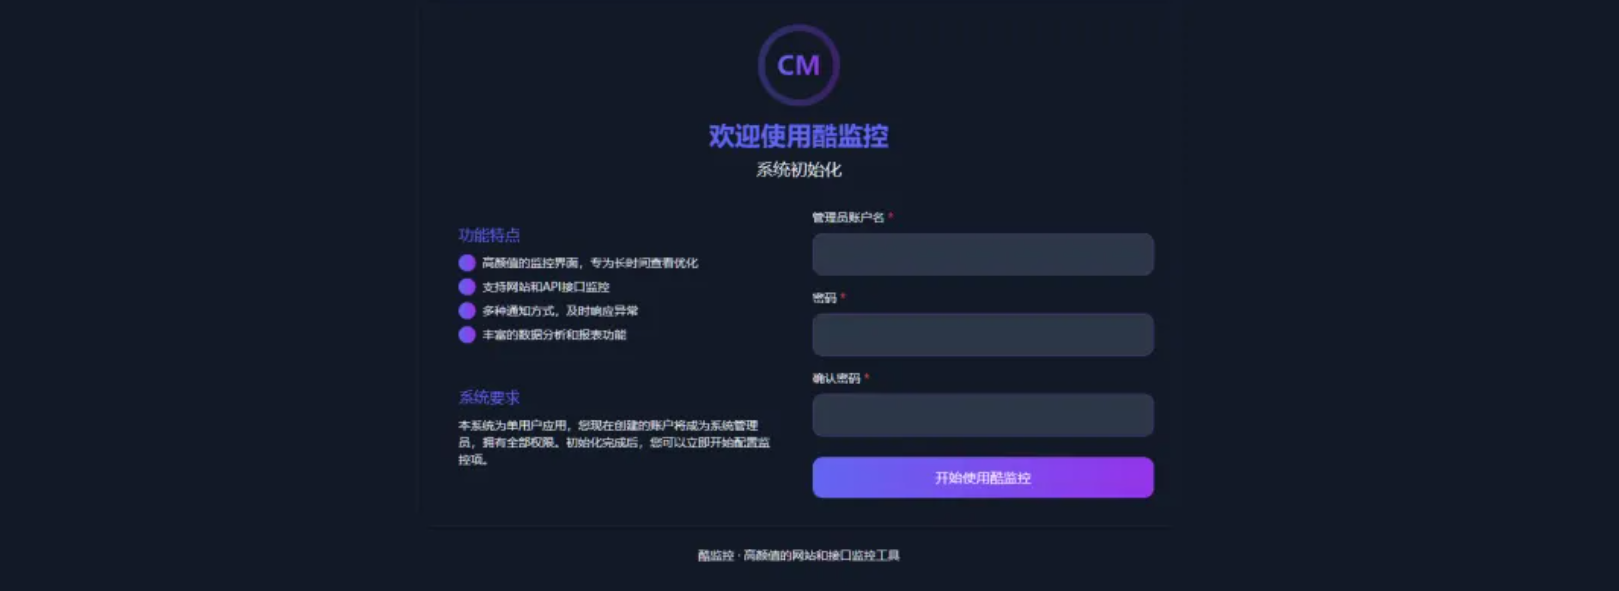 CM
欢迎使用酷监控
系统初始化
功能特点
高颜值的监控界面，专为长时间查看优化
支持网站和API接口监控
多种通知方式，及时响应异常
丰富的数据分析和报表功能
系统要求
本系统为单用户应用，您现在创建的账户将成为系统管理
员，拥有全部权限。初始化完成后，您可以立即开始配置监
控项。
管理员账户名 *
密码 *
确认密码 *
开始使用酷监控
酷监控 · 高颜值的网站和接口监控工具